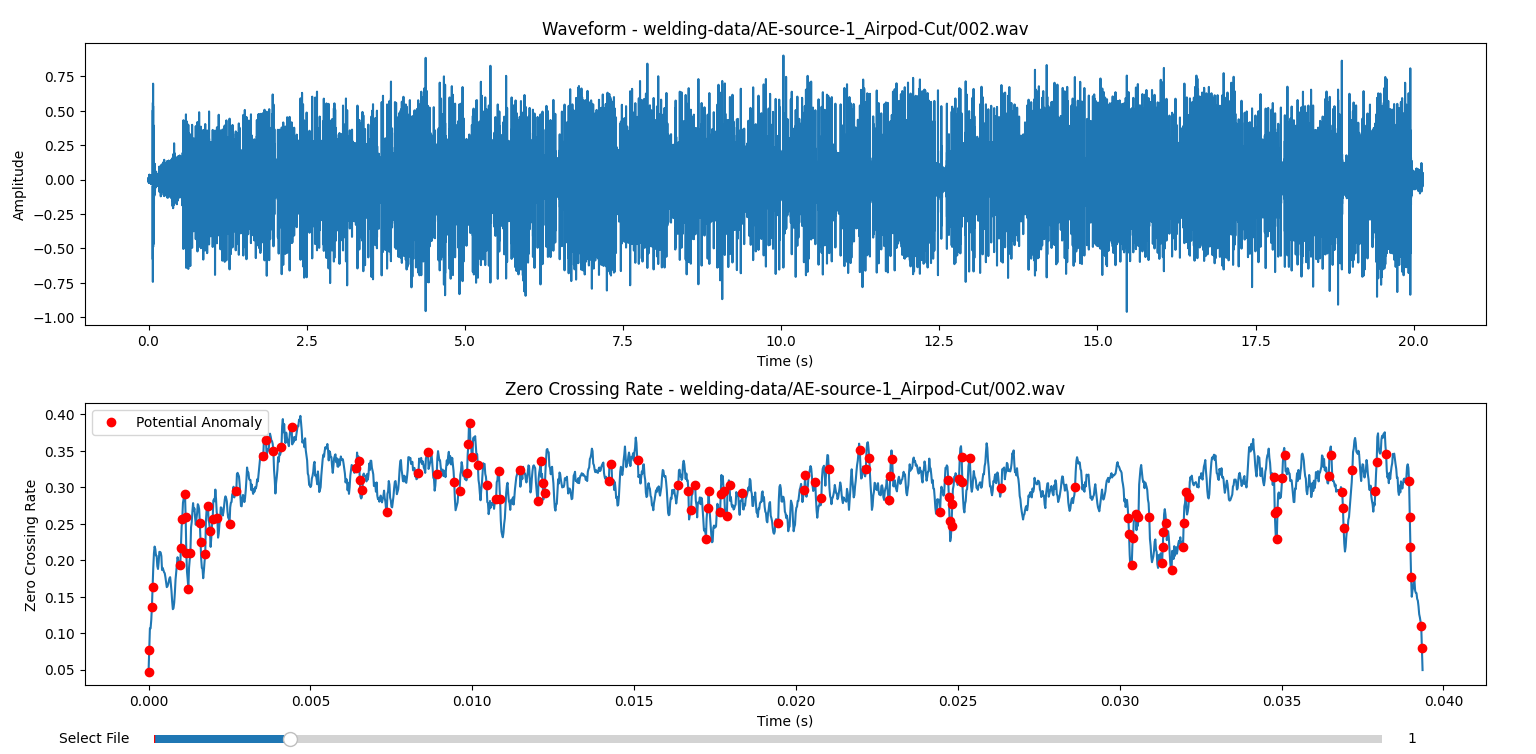 Waveform - welding-data/AE-source-1_Airpod-Cut/002.wav
0.75
0.50
0.25
0.00
−0.25
−0.50
−0.75
−1.00
Amplitude
0.0 2.5 5.0 7.5 10.0 12.5 15.0 17.5 20.0
Time (s)
Zero Crossing Rate - welding-data/AE-source-1_Airpod-Cut/002.wav
Potential Anomaly
0.40
0.35
0.30
0.25
0.20
0.15
0.10
0.05
Zero Crossing Rate
0.000 0.005 0.010 0.015 0.020 0.025 0.030 0.035 0.040
Time (s)
Select File 1